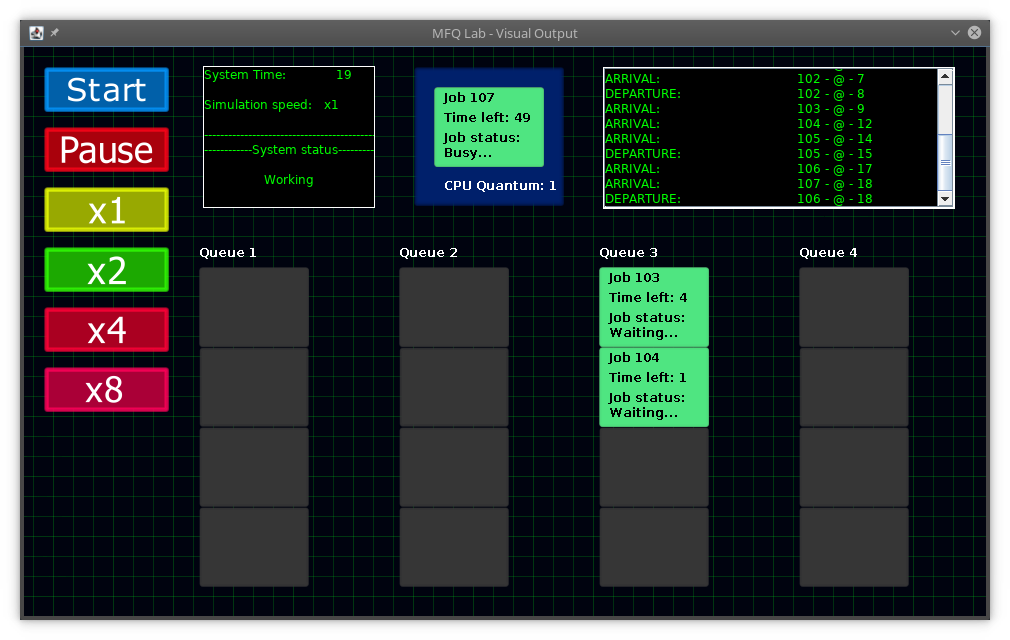 MFQ Lab - Visual Output
Start
Pause
x1
x2
x4
x8
System Time: 19
Simulation speed: x1
------------System status---------
Working
Job 107
Time left: 49
Job status:
Busy...
CPU Quantum: 1
ARRIVAL: 102 - @ - 7
DEPARTURE: 102 - @ - 8
ARRIVAL: 103 - @ - 9
ARRIVAL: 104 - @ - 12
ARRIVAL: 105 - @ - 14
DEPARTURE: 105 - @ - 15
ARRIVAL: 106 - @ - 17
ARRIVAL: 107 - @ - 18
DEPARTURE: 106 - @ - 18
Queue 1
Queue 2
Queue 3
Queue 4
Job 103
Time left: 4
Job status:
Waiting...
Job 104
Time left: 1
Job status:
Waiting...